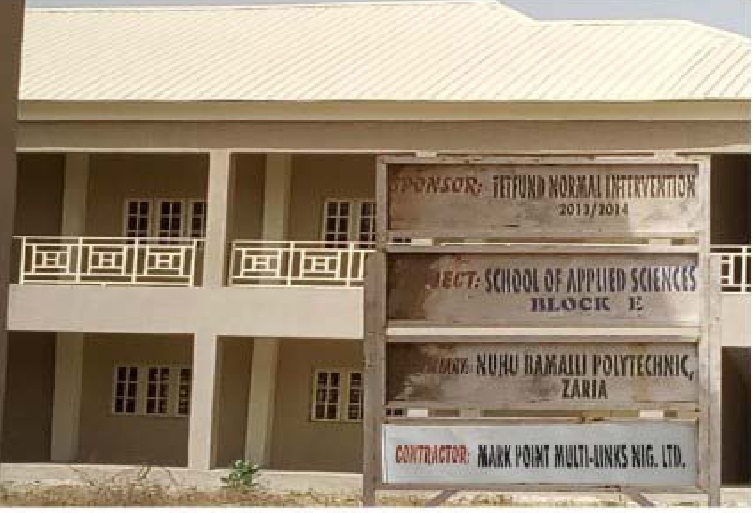 SPONSOR: TETFUND NORMAL INTERVENTION
2013/2014
JECT: SCHOOL OF APPLIED SCIENCES
BLOCK E
NUHU BAMALLI POLYTECHNIC,
ZARIA
CONTRACTOR: MARK POINT MULTI-LINKS NIG. LTD.